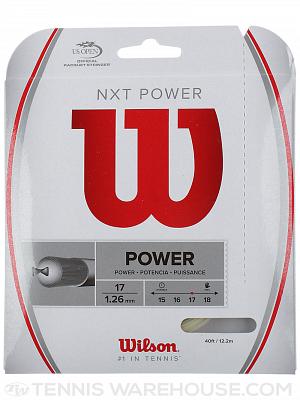 US OPEN
OFFICIAL
RACQUET STRINGER
NXT POWER
W
POWER
POWER • POTENCIA • PUISSANCE
17
1.26 mm
15 16 17 18
Wilson
#1 IN TENNIS
40ft / 12.2m
TENNIS WAREHOUSE.COM